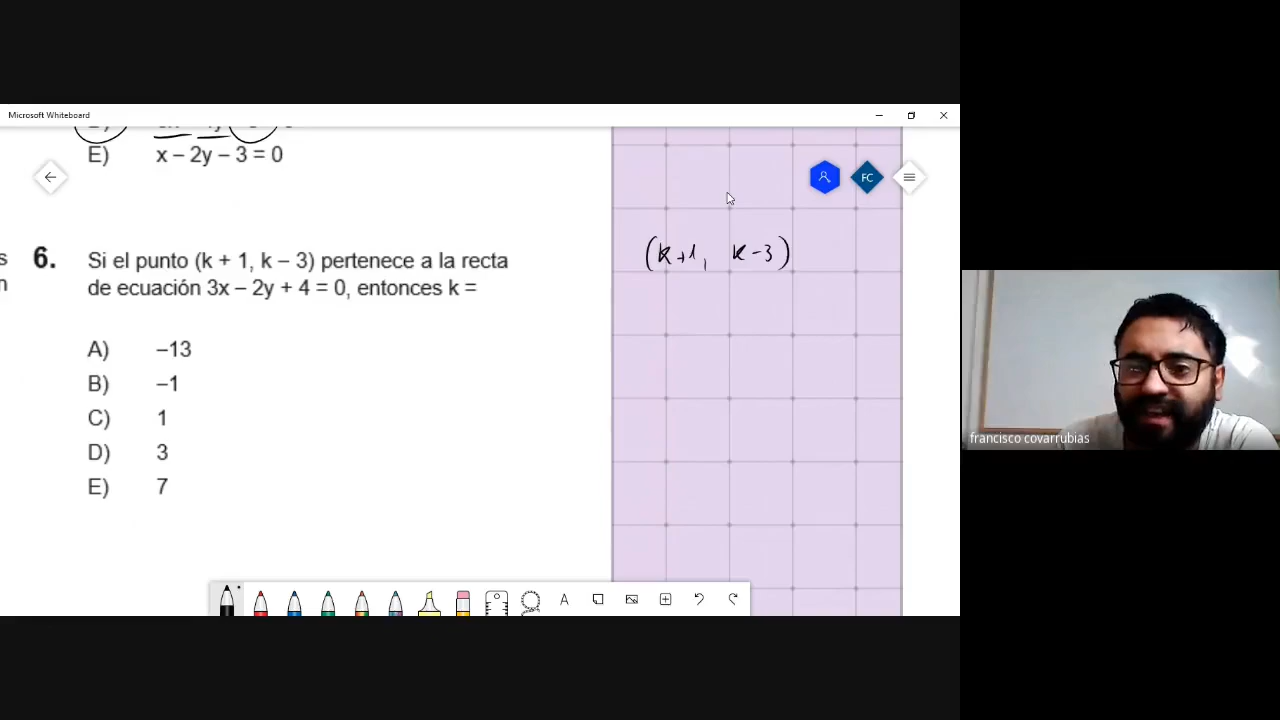 Microsoft Whiteboard
E) x – 2y – 3 = 0
FC
(k+1, k-3)
6. Si el punto (k + 1, k – 3) pertenece a la recta
de ecuación 3x – 2y + 4 = 0, entonces k =
A) –13
B) –1
C) 1
D) 3
E) 7
francisco covarrubias
A